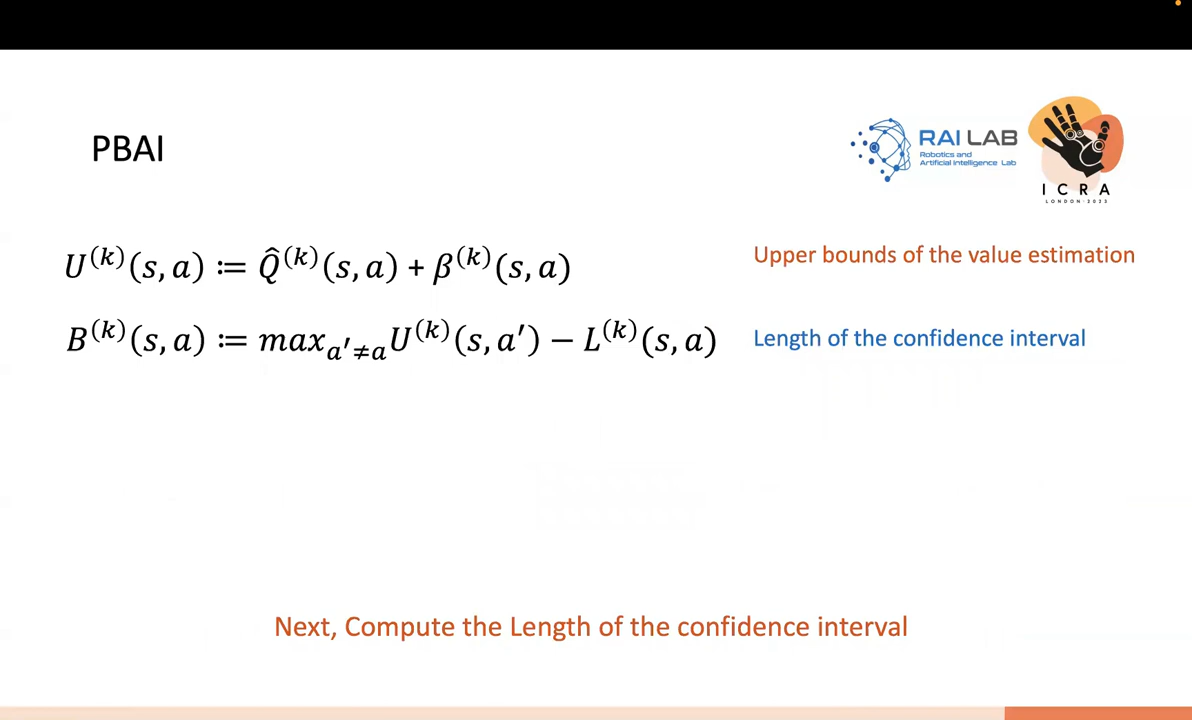 PBAI
RAI LAB
Robotics and
Artificial Intelligence Lab
ICRA
LONDON·2023
U⁽ᵏ⁾(s, a) ≔ Q̂⁽ᵏ⁾(s, a) + β⁽ᵏ⁾(s, a)
Upper bounds of the value estimation
B⁽ᵏ⁾(s, a) ≔ max_{a′≠a}U⁽ᵏ⁾(s, a′) − L⁽ᵏ⁾(s, a)
Length of the confidence interval
Next, Compute the Length of the confidence interval